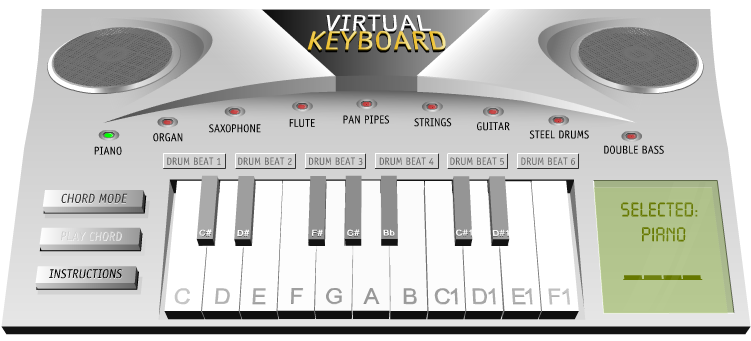 VIRTUAL
KEYBOARD
PIANO
ORGAN
SAXOPHONE
FLUTE
PAN PIPES
STRINGS
GUITAR
STEEL DRUMS
DOUBLE BASS
DRUM BEAT 1 DRUM BEAT 2 DRUM BEAT 3 DRUM BEAT 4 DRUM BEAT 5 DRUM BEAT 6
CHORD MODE
PLAY CHORD
INSTRUCTIONS
C# D# F# G# Bb C#1 D#1
C D E F G A B C1 D1 E1 F1
SELECTED:
PIANO